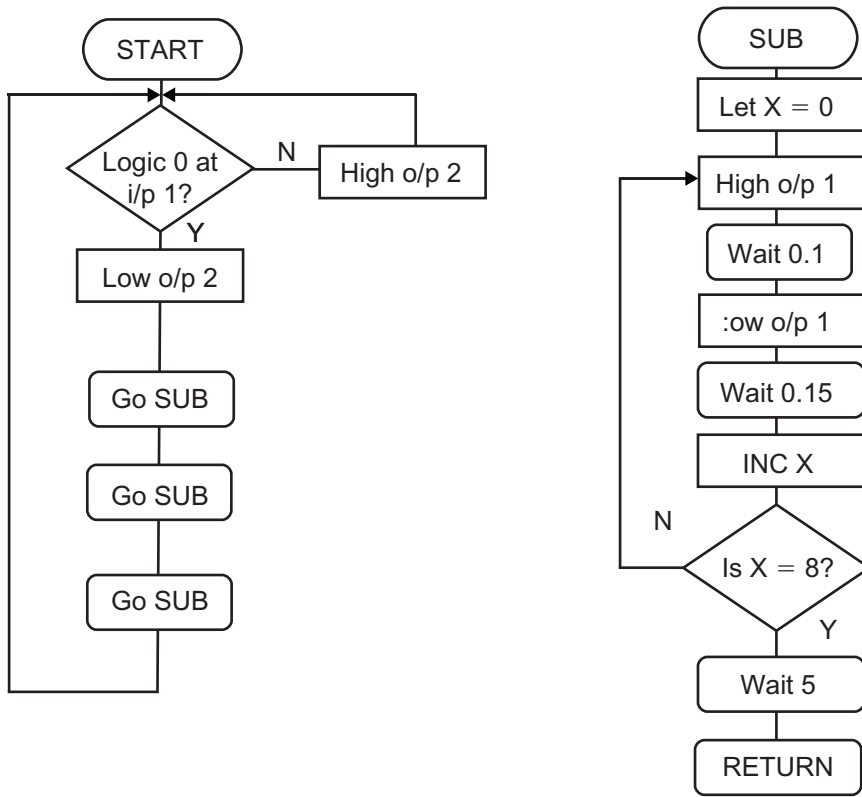 START
Logic 0 at
i/p 1?
N
High o/p 2
Y
Low o/p 2
Go SUB
Go SUB
Go SUB
SUB
Let X = 0
High o/p 1
Wait 0.1
:ow o/p 1
Wait 0.15
INC X
N
Is X = 8?
Y
Wait 5
RETURN